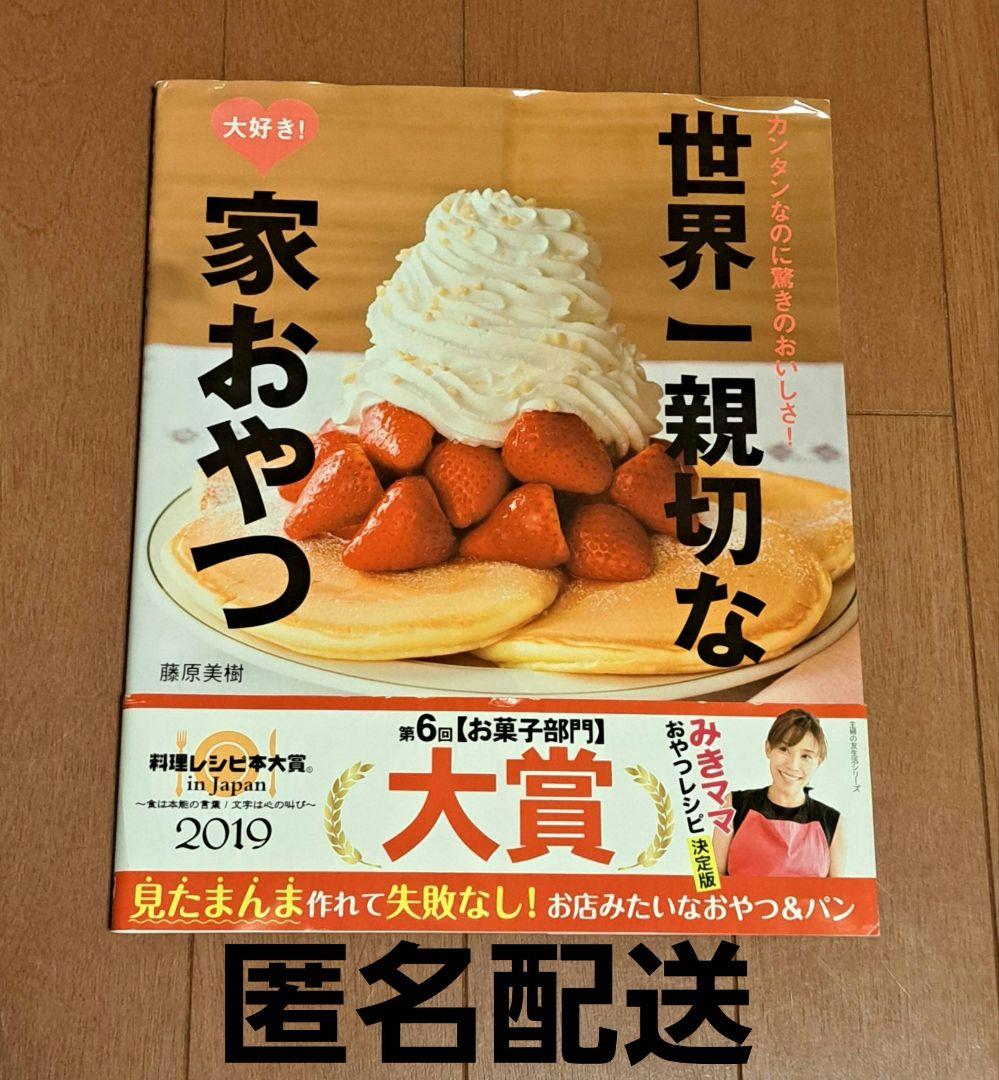 カンタンなのに驚きのおいしさ!
世界一親切な
大好き!
家おやつ
藤原美樹
料理レシピ本大賞®
in Japan
〜食は本能の言葉/文字は心の叫び〜
2019
第6回【お菓子部門】
大賞
みきママ
おやつレシピ
決定版
主婦の友生活シリーズ
見たまんま作れて失敗なし!お店みたいなおやつ&パン
匿名配送